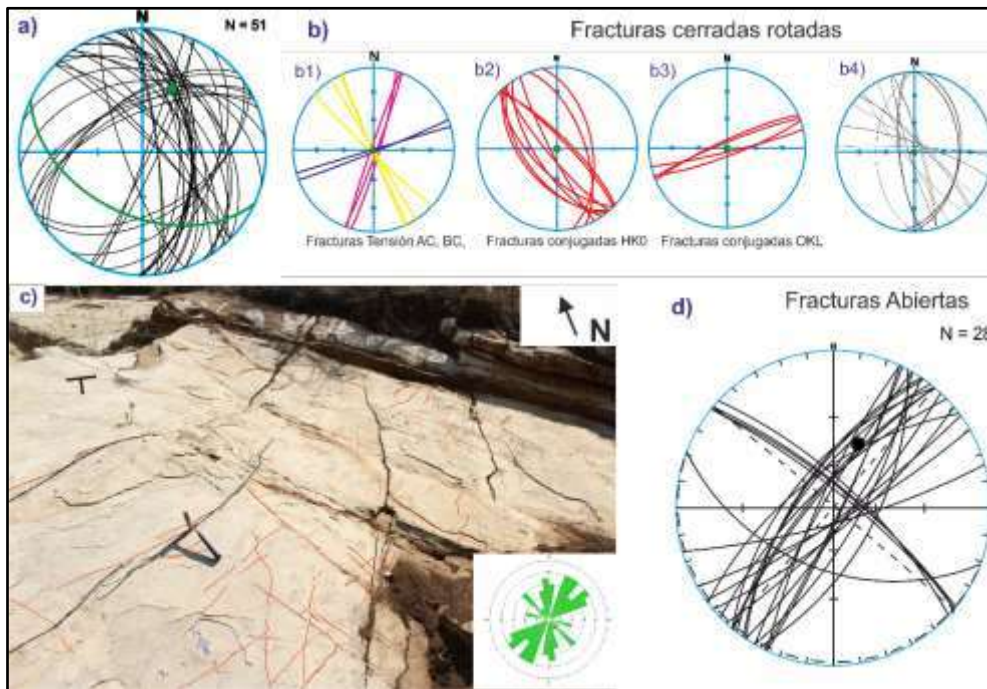 a)
N
N = 51
b)
Fracturas cerradas rotadas
b1)
N
b2)
N
b3)
N
b4)
N
Fracturas Tensión AC, BC,
Fracturas conjugadas HK0
Fracturas conjugadas OKL
c)
N
d)
Fracturas Abiertas
N = 28
N